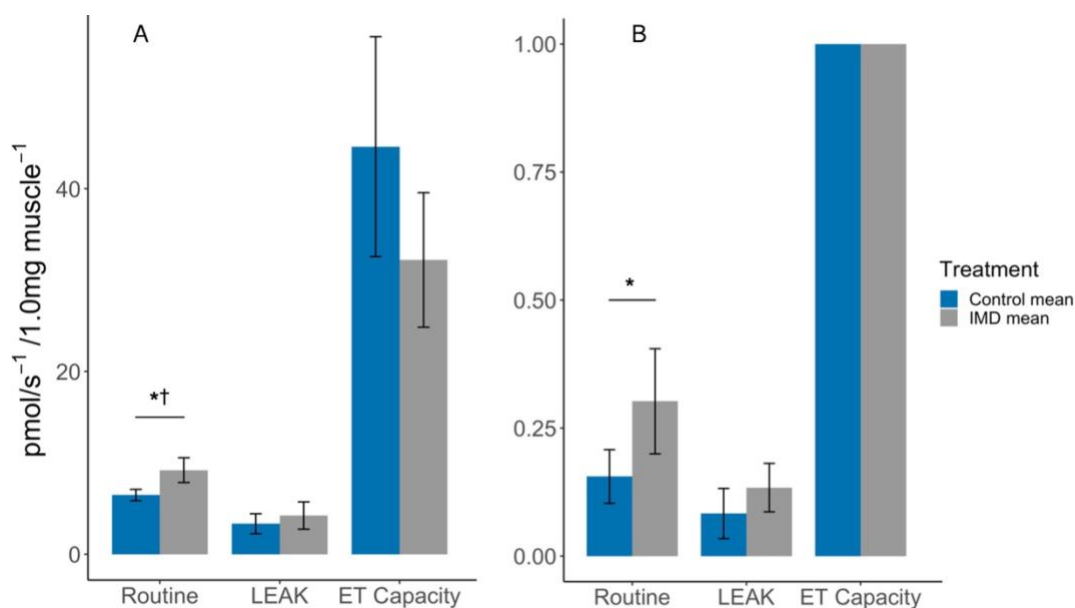 A
B
pmol/s⁻¹ /1.0mg muscle⁻¹
40
20
0
*†
Routine
LEAK
ET Capacity
1.00
0.75
0.50
0.25
0.00
*
Routine
LEAK
ET Capacity
Treatment
Control mean
IMD mean